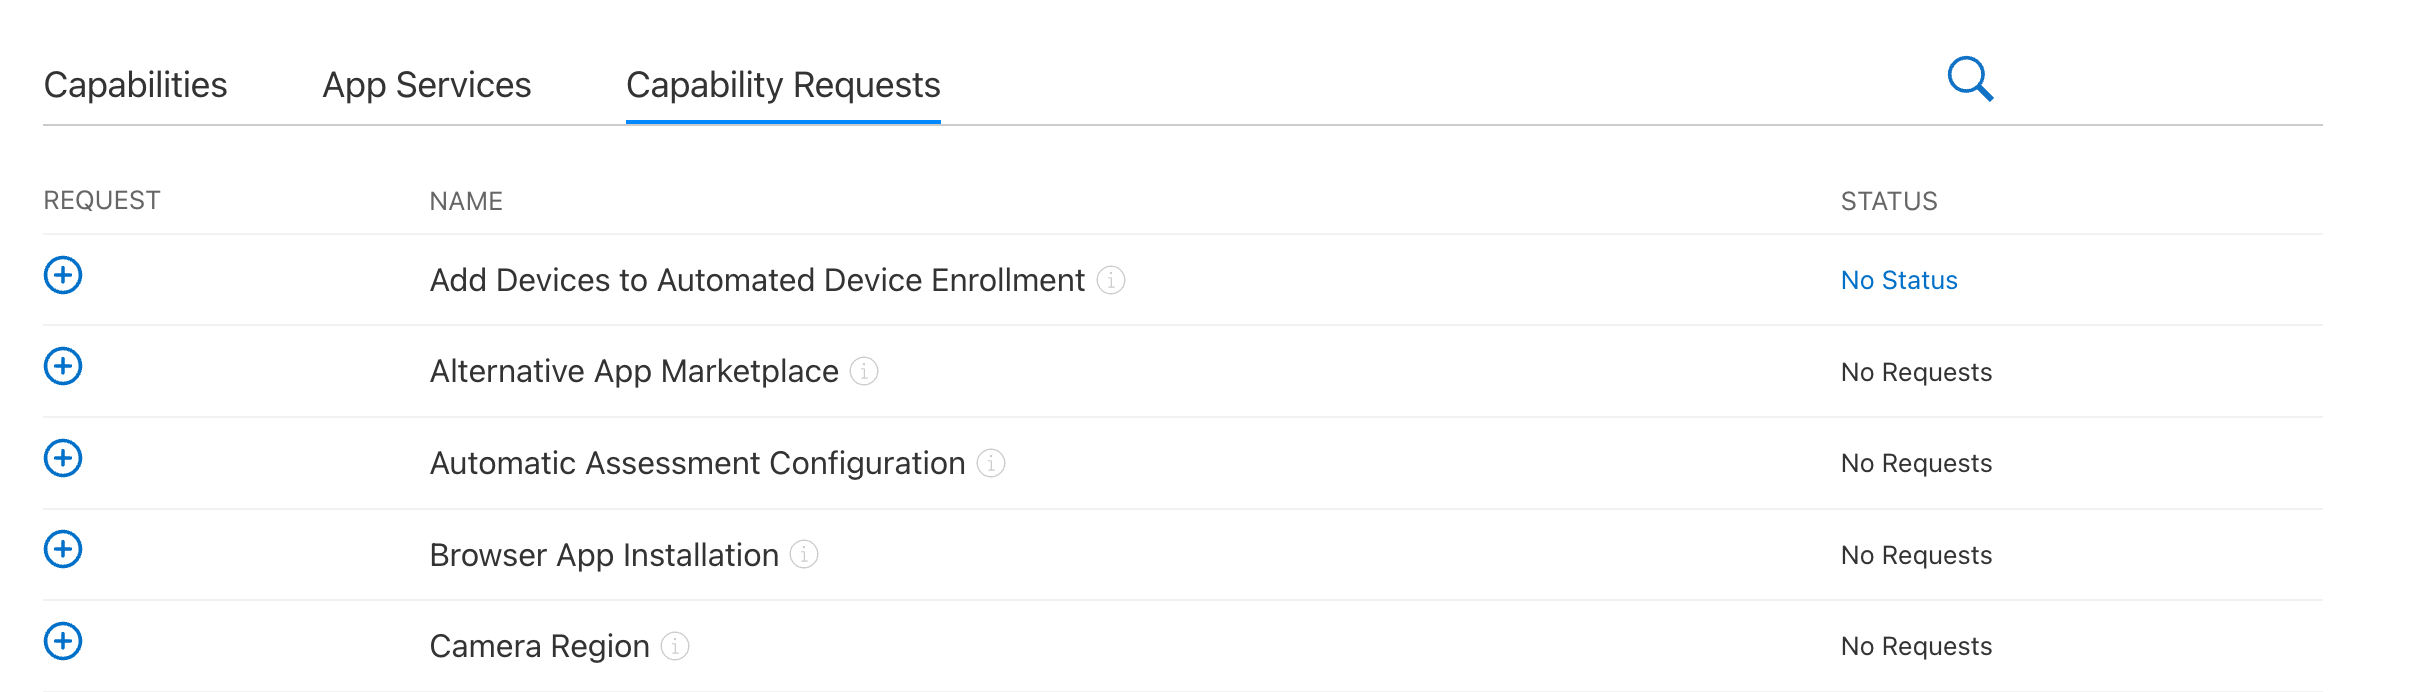 Capabilities App Services Capability Requests
REQUEST NAME STATUS
Add Devices to Automated Device Enrollment No Status
Alternative App Marketplace No Requests
Automatic Assessment Configuration No Requests
Browser App Installation No Requests
Camera Region No Requests